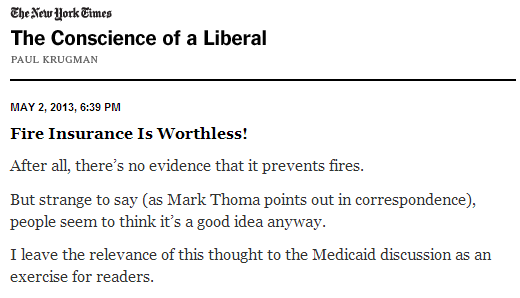 The New York Times
The Conscience of a Liberal
PAUL KRUGMAN
MAY 2, 2013, 6:39 PM
Fire Insurance Is Worthless!
After all, there’s no evidence that it prevents fires.
But strange to say (as Mark Thoma points out in correspondence),
people seem to think it’s a good idea anyway.
I leave the relevance of this thought to the Medicaid discussion as an
exercise for readers.